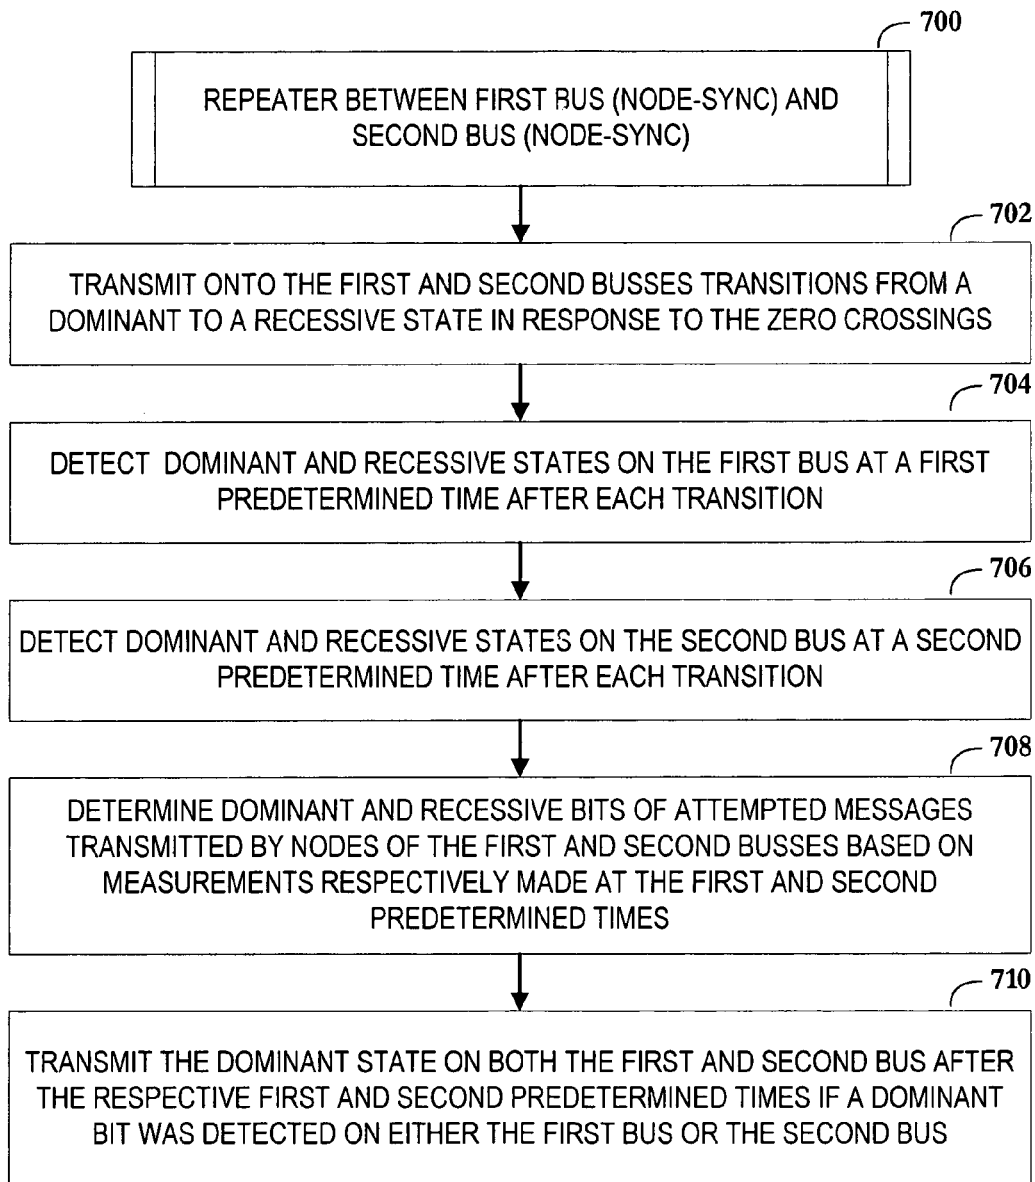 700
REPEATER BETWEEN FIRST BUS (NODE-SYNC) AND
SECOND BUS (NODE-SYNC)
702
TRANSMIT ONTO THE FIRST AND SECOND BUSSES TRANSITIONS FROM A
DOMINANT TO A RECESSIVE STATE IN RESPONSE TO THE ZERO CROSSINGS
704
DETECT DOMINANT AND RECESSIVE STATES ON THE FIRST BUS AT A FIRST
PREDETERMINED TIME AFTER EACH TRANSITION
706
DETECT DOMINANT AND RECESSIVE STATES ON THE SECOND BUS AT A SECOND
PREDETERMINED TIME AFTER EACH TRANSITION
708
DETERMINE DOMINANT AND RECESSIVE BITS OF ATTEMPTED MESSAGES
TRANSMITTED BY NODES OF THE FIRST AND SECOND BUSSES BASED ON
MEASUREMENTS RESPECTIVELY MADE AT THE FIRST AND SECOND
PREDETERMINED TIMES
710
TRANSMIT THE DOMINANT STATE ON BOTH THE FIRST AND SECOND BUS AFTER
THE RESPECTIVE FIRST AND SECOND PREDETERMINED TIMES IF A DOMINANT
BIT WAS DETECTED ON EITHER THE FIRST BUS OR THE SECOND BUS